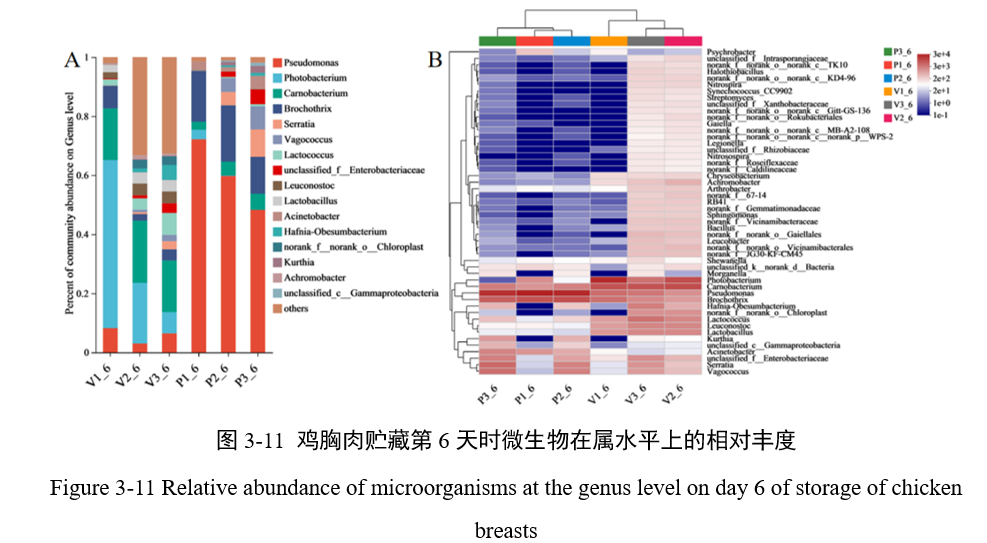 A
Percent of community abundance on Genus level
1
0.8
0.6
0.4
0.2
0
V1_6
V2_6
V3_6
P1_6
P2_6
P3_6
Pseudomonas
Photobacterium
Carnobacterium
Brochothrix
Serratia
Vagococcus
Lactococcus
unclassified_f__Enterobacteriaceae
Leuconostoc
Lactobacillus
Acinetobacter
Hafnia-Obesumbacterium
norank_f__norank_o__Chloroplast
Kurthia
Achromobacter
unclassified_c__Gammaproteobacteria
others
B
Psychrobacter
unclassified_f__Intrasporangiaceae
norank_f__norank_o__norank_c__TK10
Halothiobacillus
norank_f__norank_o__norank_c__KD4-96
Nitrospira
Synechococcus_CC9902
Streptomyces
unclassified_f__Xanthobacteraceae
norank_f__norank_o__norank_c__Gitt-GS-136
norank_f__norank_o__Rokubacteriales
Gaiella
norank_f__norank_o__norank_c__MB-A2-108
norank_f__norank_o__norank_c__norank_p__WPS-2
Legionella
unclassified_f__Rhizobiaceae
Nitrosospira
norank_f__Roseiflexaceae
norank_f__Caldilineaceae
Chryseobacterium
Achromobacter
Arthrobacter
norank_f__67-14
RB41
norank_f__Gemmatimonadaceae
Sphingomonas
norank_f__Vicinamibacteraceae
Bacillus
norank_f__norank_o__Gaiellales
Leucobacter
norank_f__norank_o__Vicinamibacterales
norank_f__JG30-KF-CM45
Shewanella
unclassified_k__norank_d__Bacteria
Morganella
Photobacterium
Carnobacterium
Pseudomonas
Brochothrix
Hafnia-Obesumbacterium
norank_f__norank_o__Chloroplast
Lactococcus
Leuconostoc
Lactobacillus
Kurthia
unclassified_c__Gammaproteobacteria
Acinetobacter
unclassified_f__Enterobacteriaceae
Serratia
Vagococcus
P3_6
P1_6
P2_6
V1_6
V3_6
V2_6
P3_6
P1_6
P2_6
V1_6
V3_6
V2_6
3e+4
3e+3
2e+2
2e+1
1e+0
1e-1
图 3-11 鸡胸肉贮藏第 6 天时微生物在属水平上的相对丰度
Figure 3-11 Relative abundance of microorganisms at the genus level on day 6 of storage of chicken
breasts